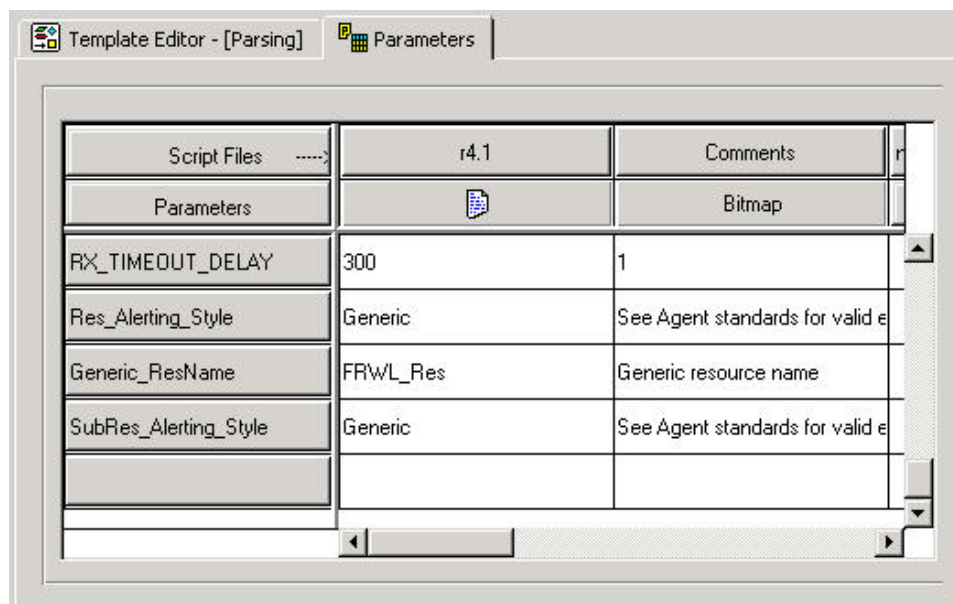 Template Editor - [Parsing] Parameters
Script Files ----> r4.1 Comments
Parameters Bitmap
RX_TIMEOUT_DELAY 300 1
Res_Alerting_Style Generic See Agent standards for valid e
Generic_ResName FRWL_Res Generic resource name
SubRes_Alerting_Style Generic See Agent standards for valid e